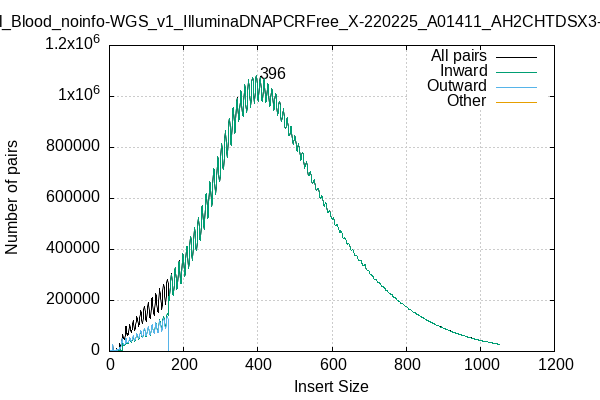 l_Blood_noinfo-WGS_v1_IlluminaDNAPCRFree_X-220225_A01411_AH2CHTDSX3-
1.2x10⁶
1x10⁶
800000
600000
400000
200000
0
Number of pairs
396
All pairs
Inward
Outward
Other
0 200 400 600 800 1000 1200
Insert Size